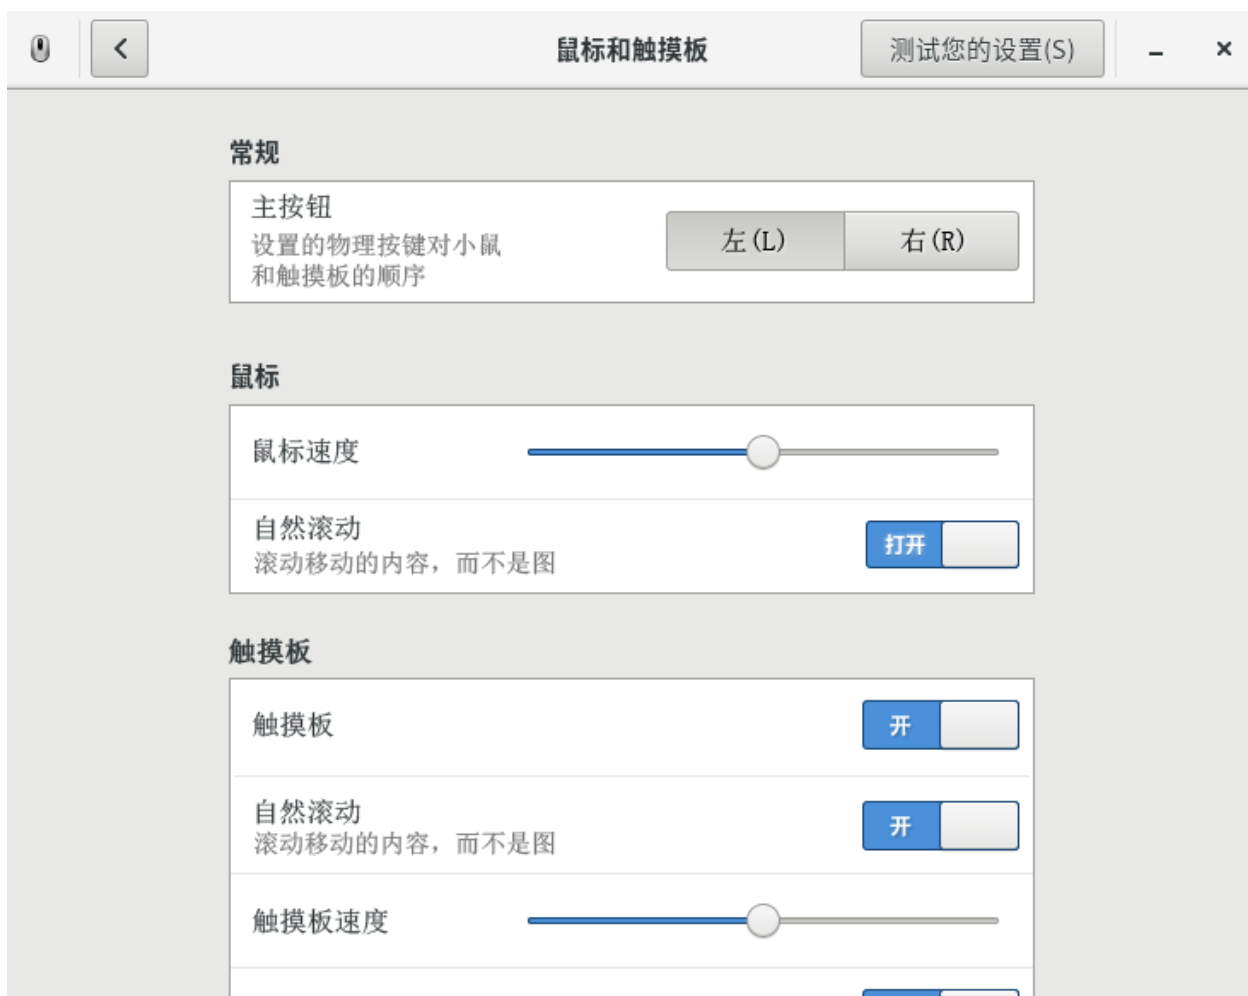 鼠标和触摸板
测试您的设置(S)
常规
主按钮
设置的物理按键对小鼠
和触摸板的顺序
左(L)
右(R)
鼠标
鼠标速度
自然滚动
滚动移动的内容，而不是图
打开
触摸板
触摸板
开
自然滚动
滚动移动的内容，而不是图
开
触摸板速度